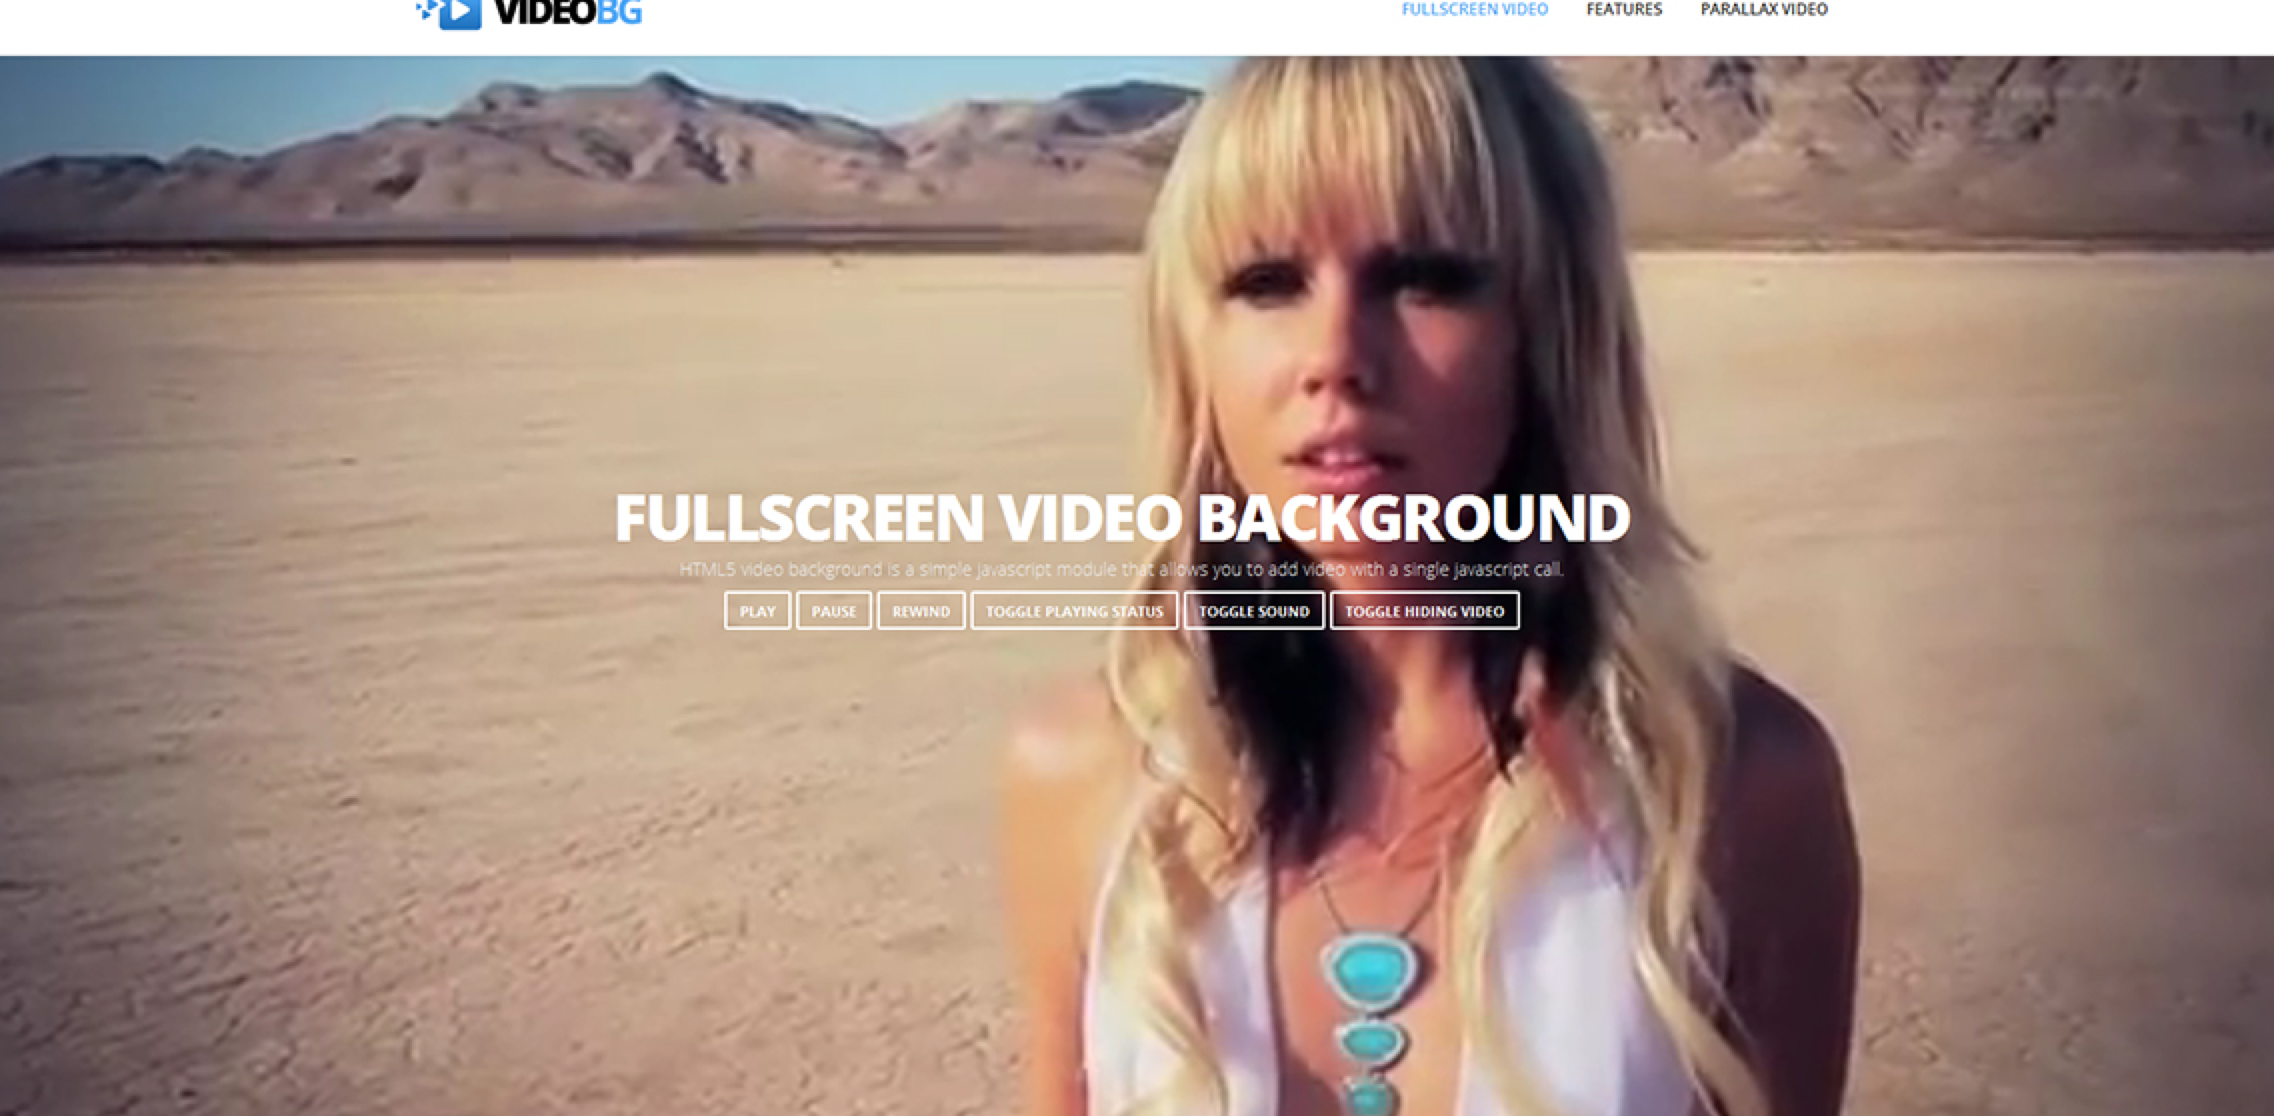 VIDEOBG
FULLSCREEN VIDEO FEATURES PARALLAX VIDEO
FULLSCREEN VIDEO BACKGROUND
HTML5 video background is a simple javascript module that allows you to add video with a single javascript call.
PLAY PAUSE REWIND TOGGLE PLAYING STATUS TOGGLE SOUND TOGGLE HIDING VIDEO